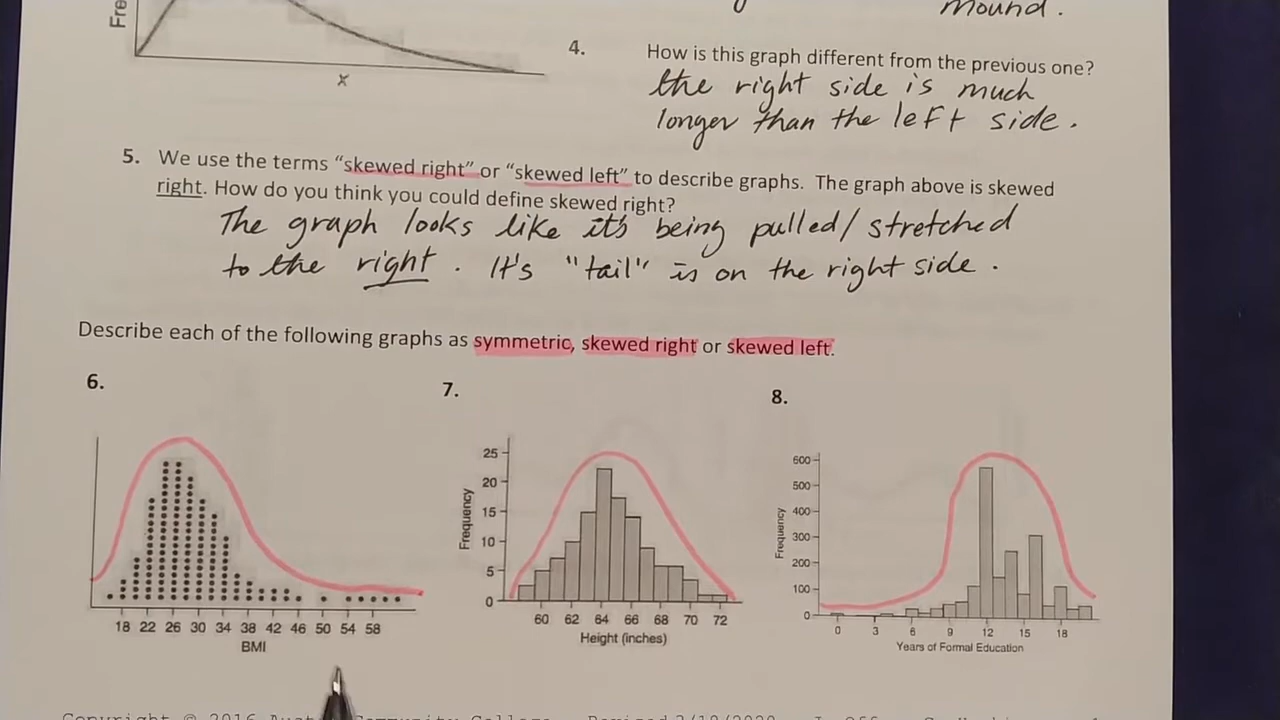 Fre
x
mound.
4. How is this graph different from the previous one?
the right side is much
longer than the left side.
5. We use the terms “skewed right” or “skewed left” to describe graphs. The graph above is skewed
right. How do you think you could define skewed right?
The graph looks like it's being pulled/stretched
to the right. It's "tail" is on the right side.
Describe each of the following graphs as symmetric, skewed right or skewed left.
6.
18 22 26 30 34 38 42 46 50 54 58
BMI
7.
Frequency
25
20
15
10
5
0
60 62 64 66 68 70 72
Height (inches)
8.
Frequency
600
500
400
300
200
100
0
0 3 6 9 12 15 18
Years of Formal Education
Copyright © 2016 Community College